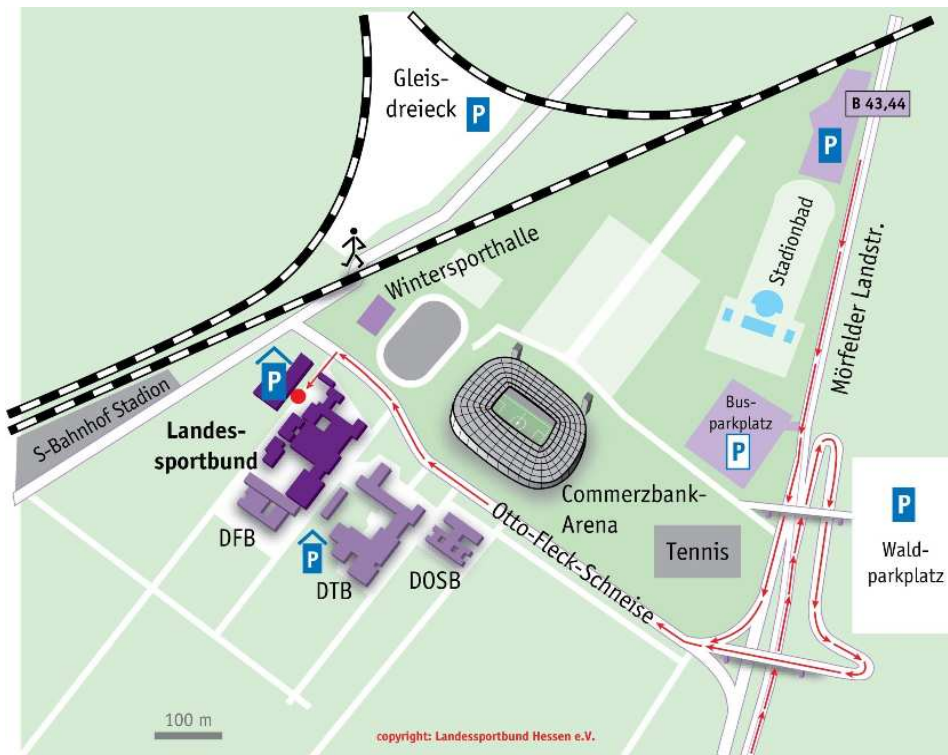 Gleis-
dreieck
P
B 43,44
P
Stadionbad
Mörfelder Landstr.
Wintersporthalle
P
S-Bahnhof Stadion
Landes-
sportbund
Bus-
parkplatz
P
Commerzbank-
Arena
P
Wald-
parkplatz
Otto-Fleck-Schneise
Tennis
DFB
P
DTB
DOSB
100 m
copyright: Landessportbund Hessen e.V.